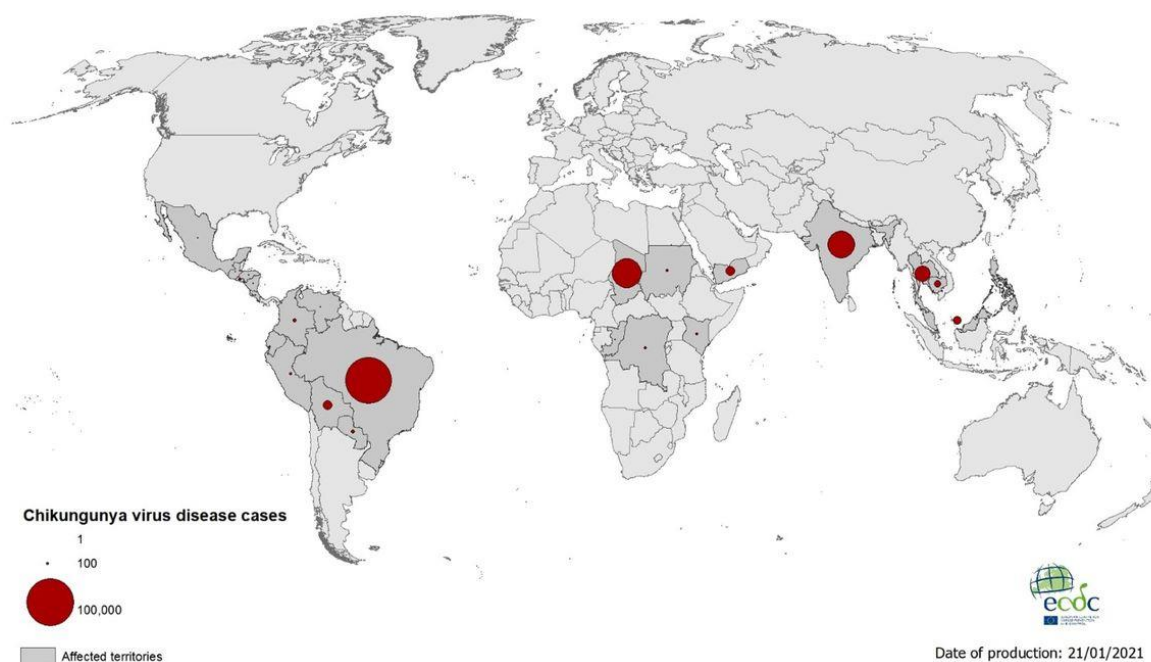 Chikungunya virus disease cases
1
100
100,000
Affected territories
ecdc
Date of production: 21/01/2021